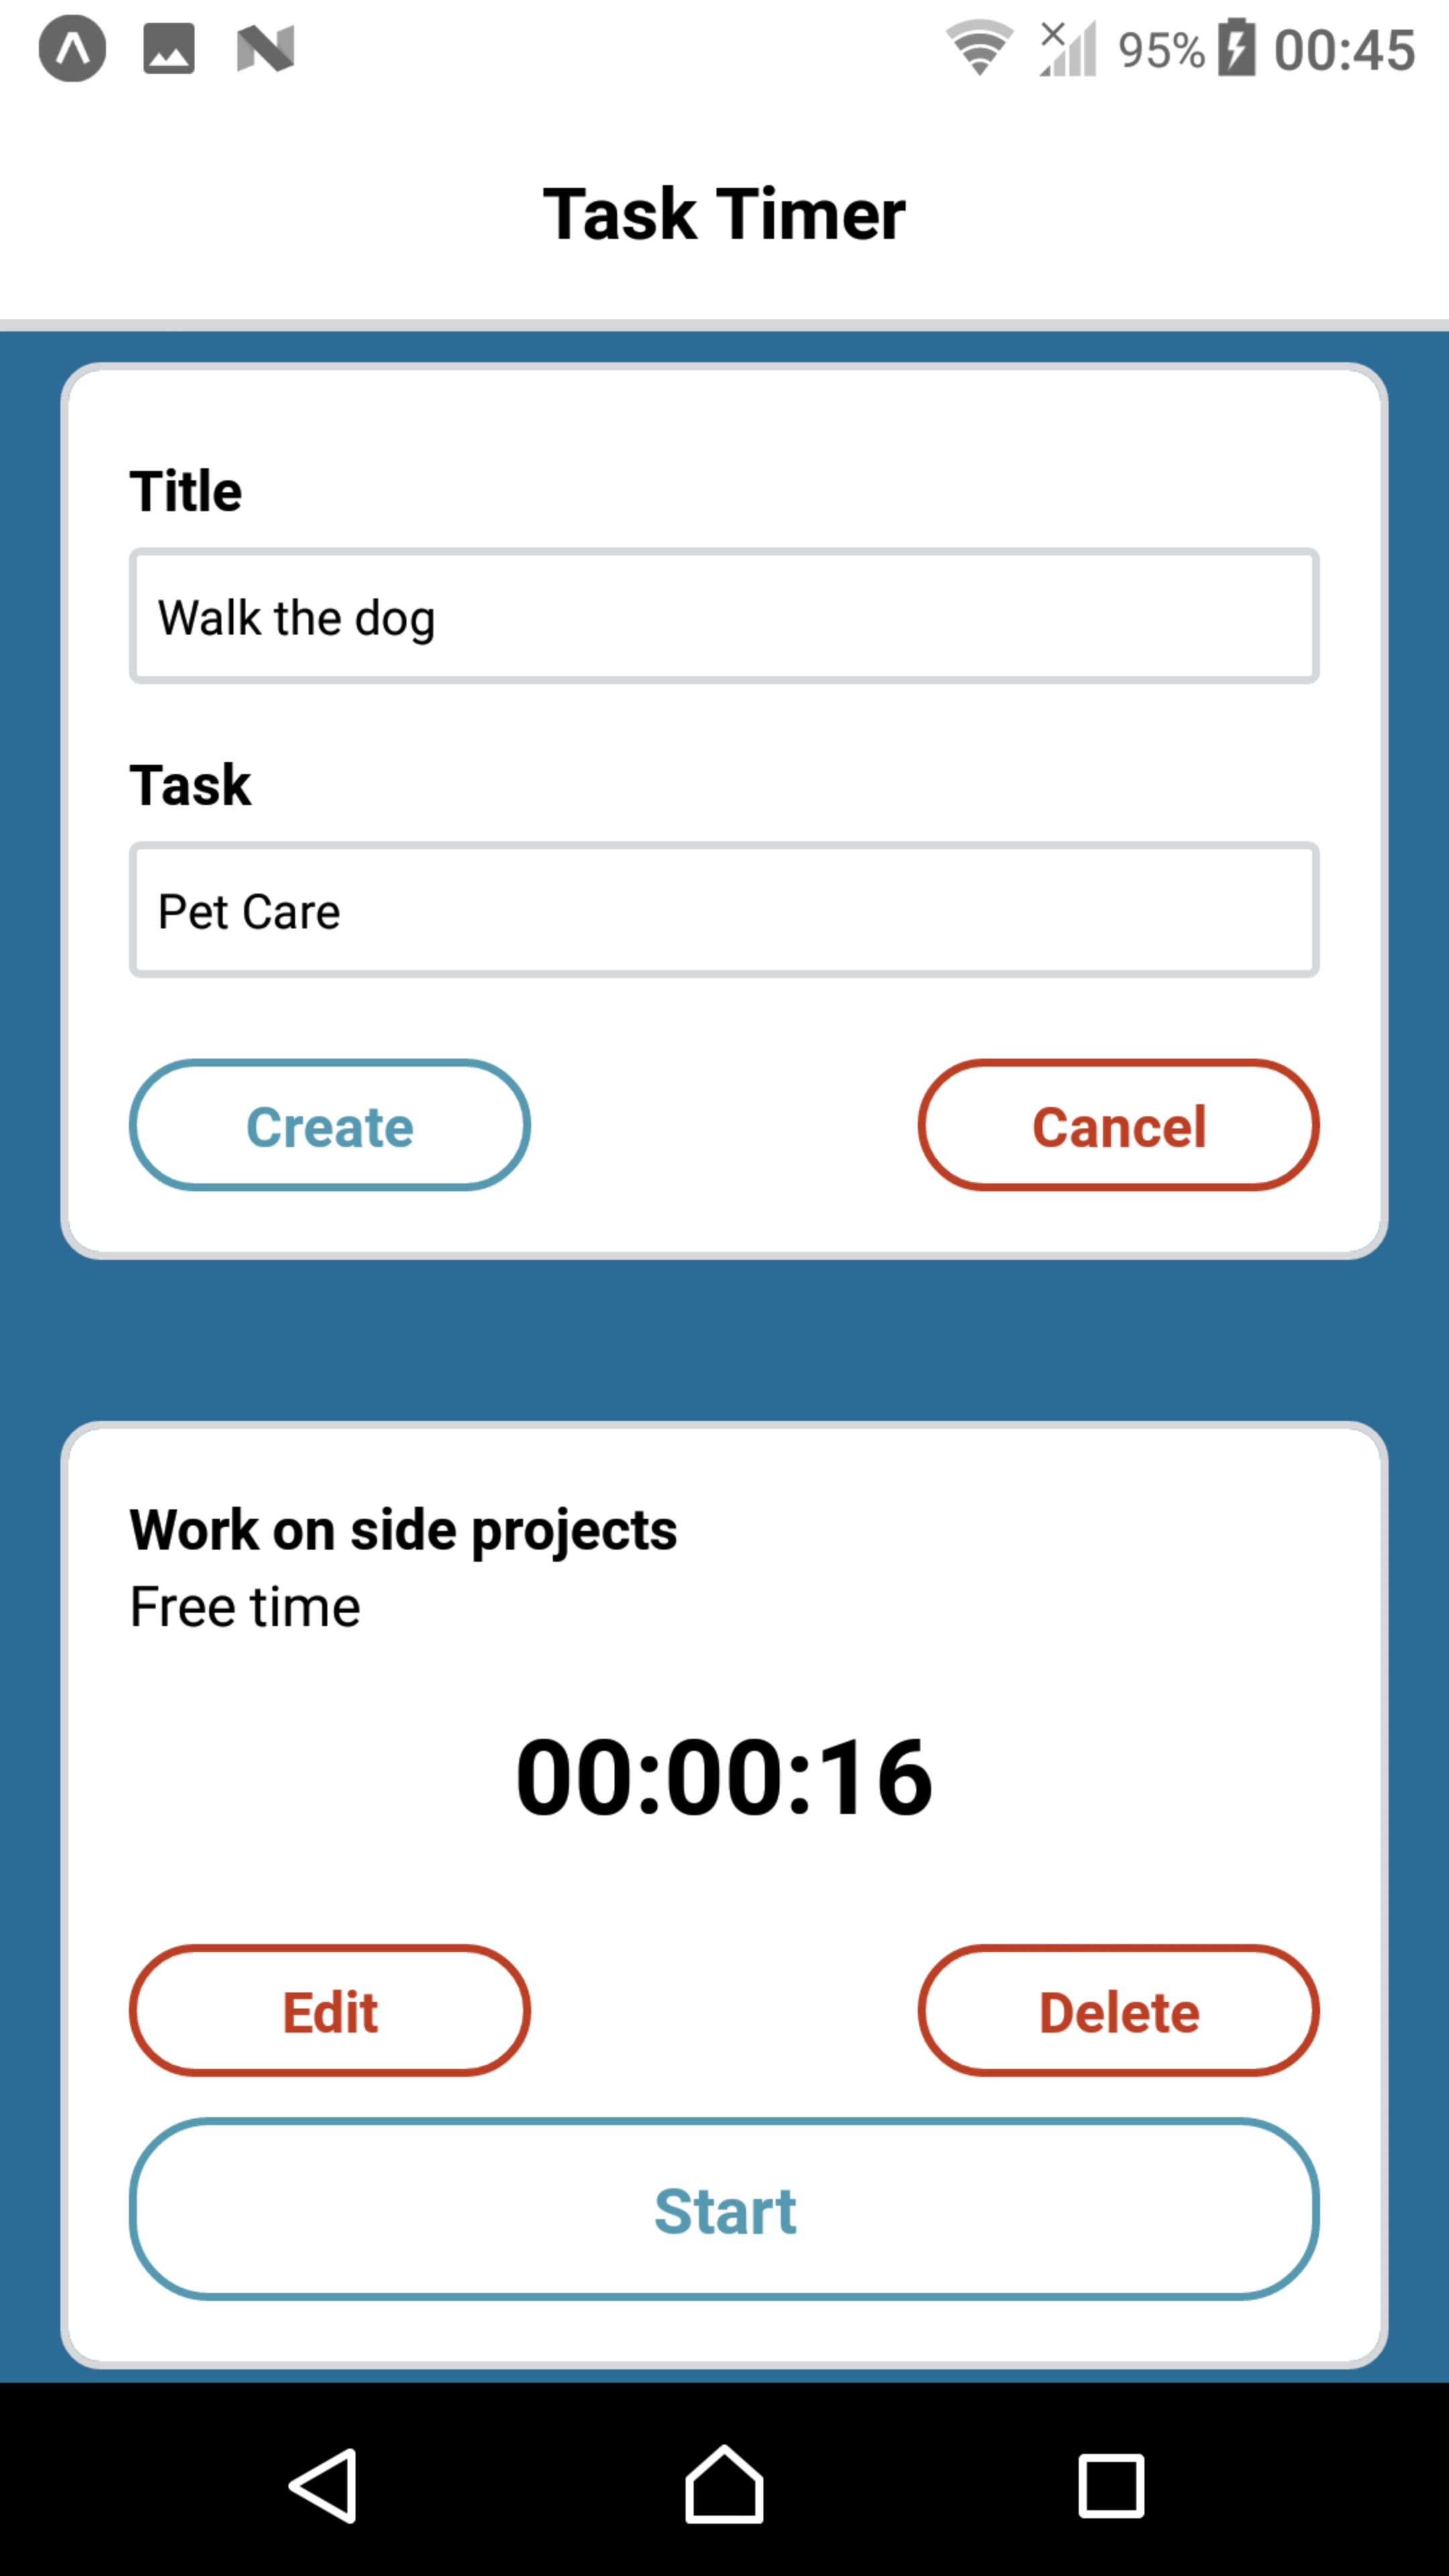 95% 00:45
Task Timer
Title
Walk the dog
Task
Pet Care
Create Cancel
Work on side projects
Free time
00:00:16
Edit Delete
Start